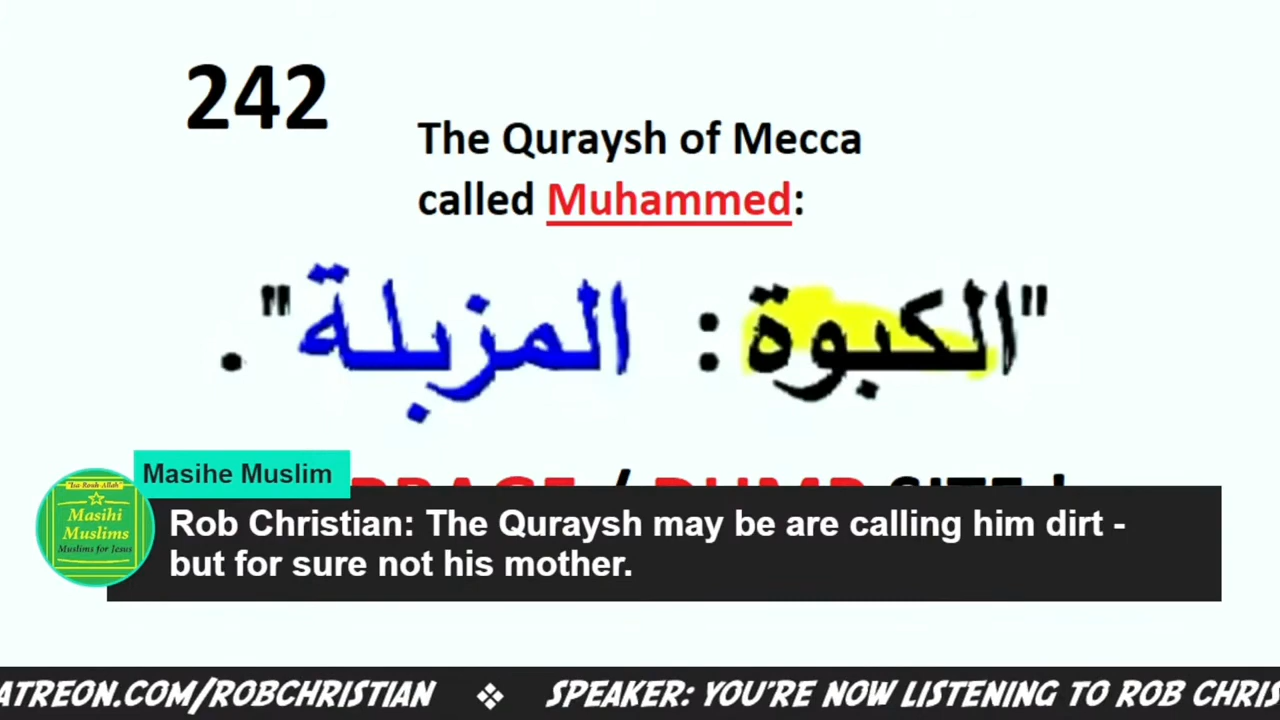 242
The Quraysh of Mecca
called Muhammed:
"الكبوة : المزبلة" .
SITE !
Masihe Muslim
"Isa-Rouh-Allah"
Masihi
Muslims
Muslims for Jesus
Rob Christian: The Quraysh may be are calling him dirt -
but for sure not his mother.
ATREON.COM/ROBCHRISTIAN ❖ SPEAKER: YOU'RE NOW LISTENING TO ROB CHRIS